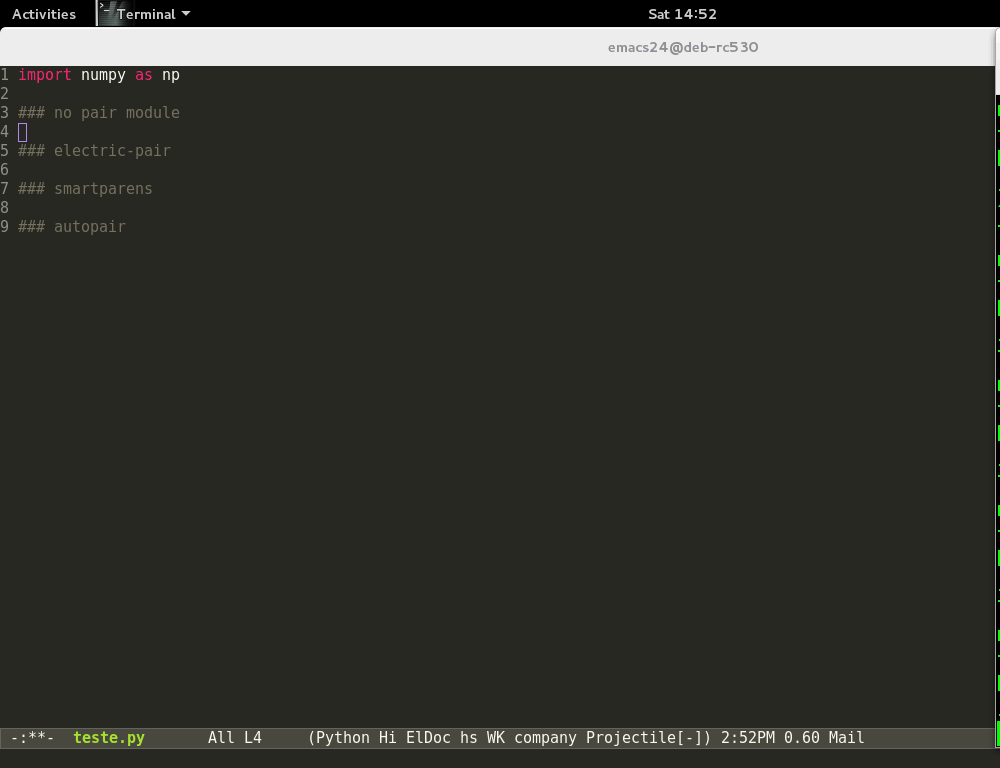 Activities Terminal Sat 14:52
emacs24@deb-rc530
1 import numpy as np
2
3 ### no pair module
4
5 ### electric-pair
6
7 ### smartparens
8
9 ### autopair
-:**- teste.py All L4 (Python Hi ElDoc hs WK company Projectile[-]) 2:52PM 0.60 Mail